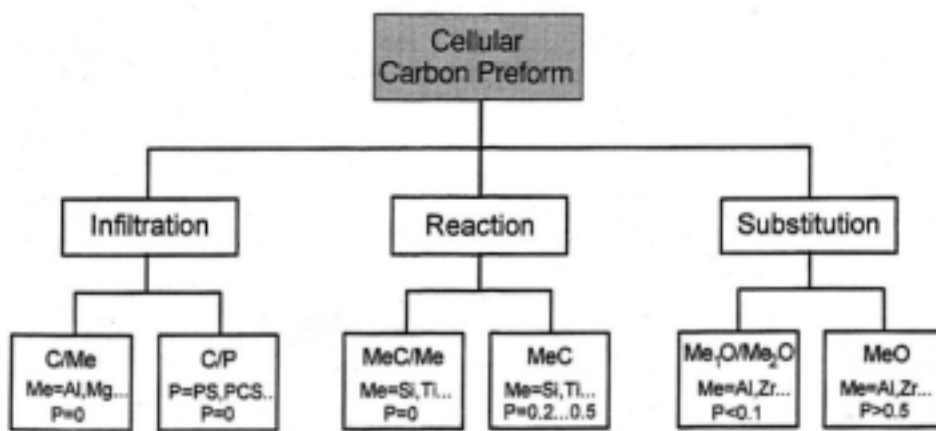 Cellular
Carbon Preform
Infiltration
Reaction
Substitution
C/Me
Me=Al,Mg...
P=0
C/P
P=PS,PCS..
P=0
MeC/Me
Me=Si,Ti...
P=0
MeC
Me=Si,Ti...
P=0.2...0.5
Me₁O/Me₂O
Me=Al,Zr...
P<0.1
MeO
Me=Al,Zr...
P>0.5